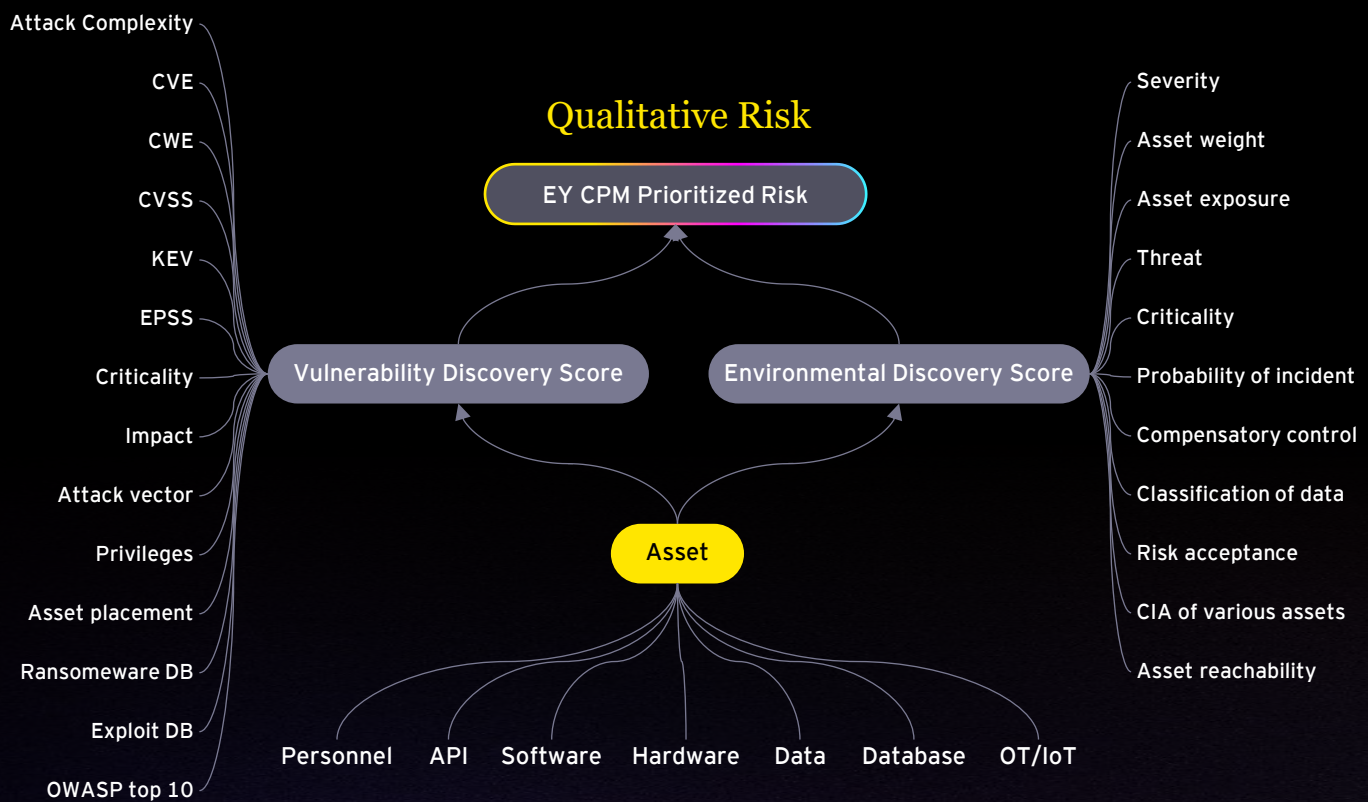 Qualitative Risk
EY CPM Prioritized Risk
Vulnerability Discovery Score
Environmental Discovery Score
Asset
Attack Complexity
CVE
CWE
CVSS
KEV
EPSS
Criticality
Impact
Attack vector
Privileges
Asset placement
Ransomeware DB
Exploit DB
OWASP top 10
Severity
Asset weight
Asset exposure
Threat
Criticality
Probability of incident
Compensatory control
Classification of data
Risk acceptance
CIA of various assets
Asset reachability
Personnel
API
Software
Hardware
Data
Database
OT/IoT